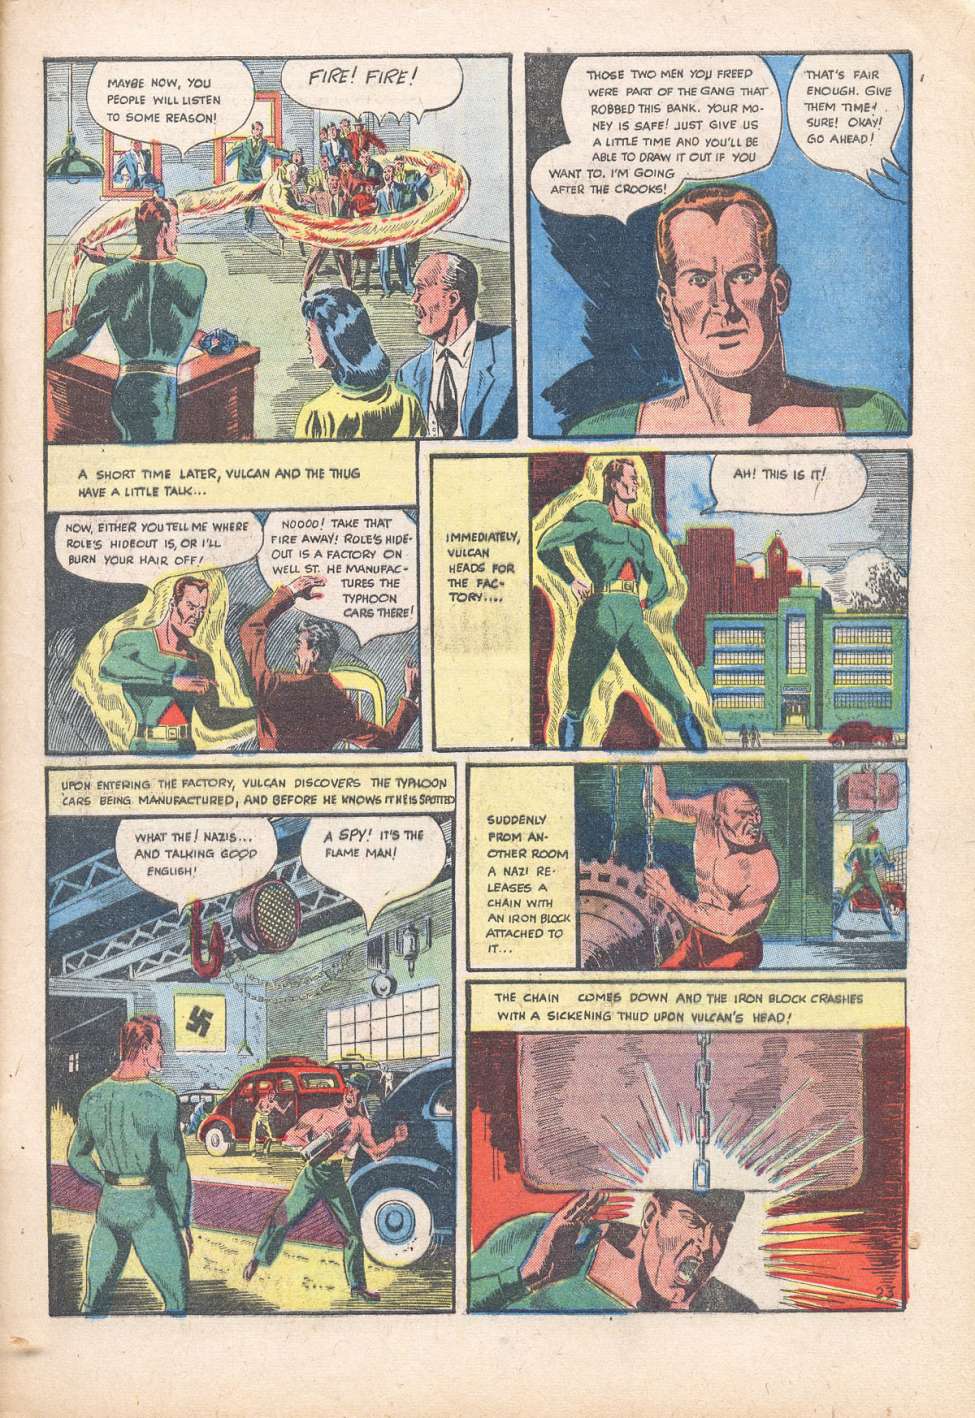 MAYBE NOW, YOU
PEOPLE WILL LISTEN
TO SOME REASON!
FIRE! FIRE!
THOSE TWO MEN YOU FREED
WERE PART OF THE GANG THAT
ROBBED THIS BANK. YOUR MO-
NEY IS SAFE! JUST GIVE US
A LITTLE TIME AND YOU'LL BE
ABLE TO DRAW IT OUT IF YOU
WANT TO. I'M GOING
AFTER THE CROOKS!
THAT'S FAIR
ENOUGH. GIVE
THEM TIME!
SURE! OKAY!
GO AHEAD!
A SHORT TIME LATER, VULCAN AND THE THUG
HAVE A LITTLE TALK...
NOW, EITHER YOU TELL ME WHERE
ROLE'S HIDEOUT IS, OR I'LL
BURN YOUR HAIR OFF!
NOOOO! TAKE THAT
FIRE AWAY! ROLE'S HIDE-
OUT IS A FACTORY ON
WELL ST. HE MANUFAC-
TURES THE
TYPHOON
CARS THERE!
IMMEDIATELY,
VULCAN
HEADS FOR
THE FAC-
TORY....
AH! THIS IS IT!
UPON ENTERING THE FACTORY, VULCAN DISCOVERS THE TYPHOON
CARS BEING MANUFACTURED, AND BEFORE HE KNOWS IT HE IS SPOTTED
WHAT THE! NAZIS...
AND TALKING GOOD
ENGLISH!
A SPY! IT'S THE
FLAME MAN!
SUDDENLY
FROM AN-
OTHER ROOM
A NAZI RE-
LEASES A
CHAIN WITH
AN IRON BLOCK
ATTACHED TO
IT...
THE CHAIN COMES DOWN AND THE IRON BLOCK CRASHES
WITH A SICKENING THUD UPON VULCAN'S HEAD!
23